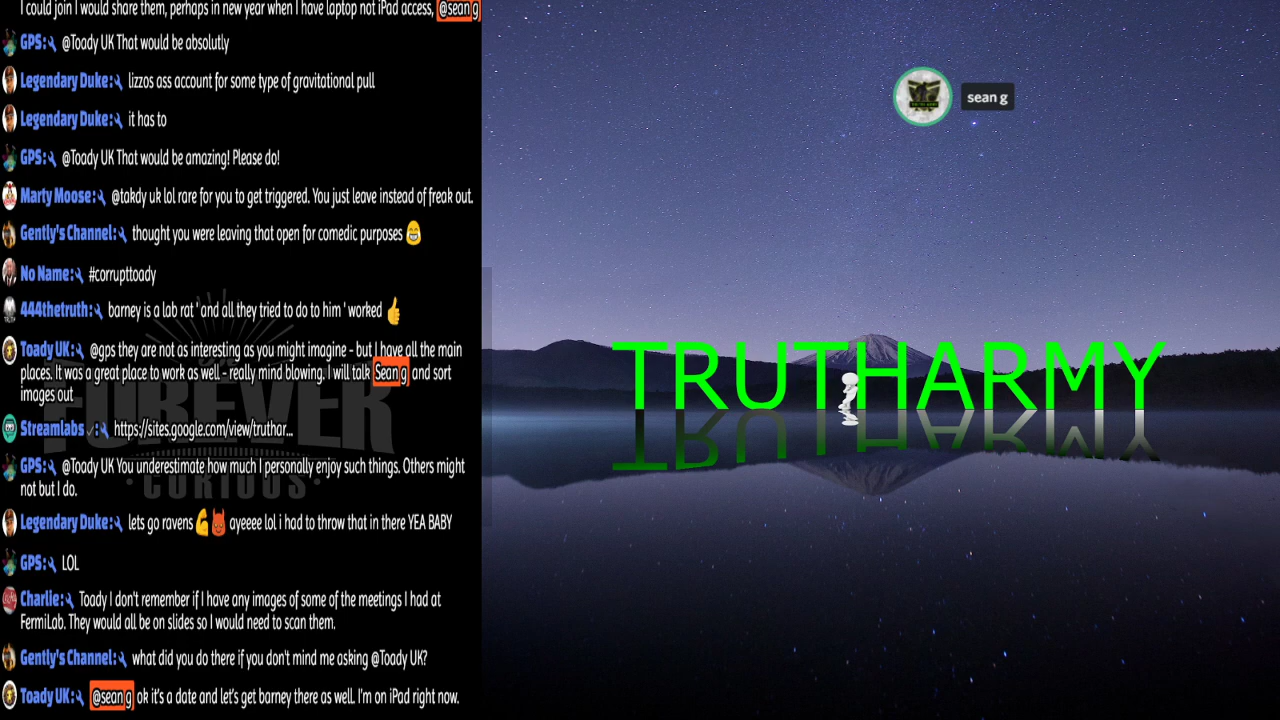 I could join I would share them, perhaps in new year when I have laptop not iPad access, @sean g
GPS: @Toady UK That would be absolutly
Legendary Duke: lizzos ass account for some type of gravitational pull
Legendary Duke: it has to
GPS: @Toady UK That would be amazing! Please do!
Marty Moose: @takdy uk lol rare for you to get triggered. You just leave instead of freak out.
Gently's Channel: thought you were leaving that open for comedic purposes 😁
No Name: #corrupttoady
444thetruth: barney is a lab rat ' and all they tried to do to him ' worked 👍
Toady UK: @gps they are not as interesting as you might imagine - but I have all the main
places. It was a great place to work as well - really mind blowing. I will talk Sean g and sort
images out
Streamlabs ✓: https://sites.google.com/view/truthar...
GPS: @Toady UK You underestimate how much I personally enjoy such things. Others might
not but I do.
Legendary Duke: lets go ravens 💪👹 ayeeee lol i had to throw that in there YEA BABY
GPS: LOL
Charlie: Toady I don't remember if I have any images of some of the meetings I had at
FermiLab. They would all be on slides so I would need to scan them.
Gently's Channel: what did you do there if you don't mind me asking @Toady UK?
Toady UK: @sean g ok it's a date and let's get barney there as well. I'm on iPad right now.
FOREVER
CURIOUS
sean g
TRUTHARMY